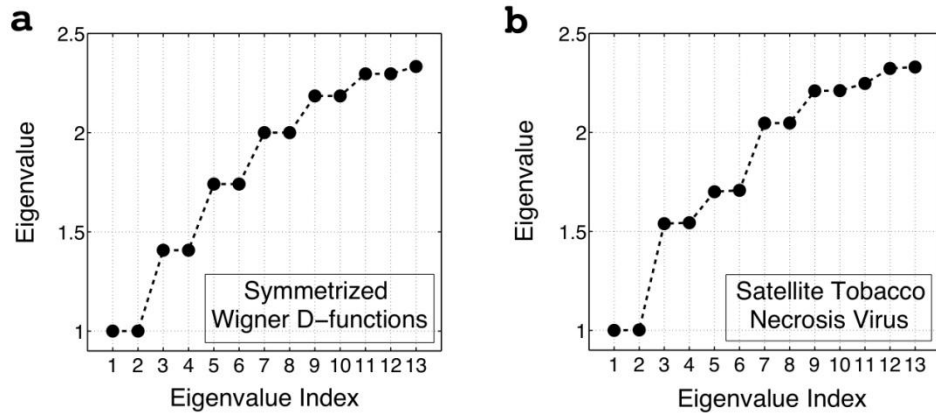 a
2.5
2
1.5
1
Eigenvalue
Symmetrized
Wigner D-functions
1 2 3 4 5 6 7 8 9 10 11 12 13
Eigenvalue Index
b
2.5
2
1.5
1
Eigenvalue
Satellite Tobacco
Necrosis Virus
1 2 3 4 5 6 7 8 9 10 11 12 13
Eigenvalue Index